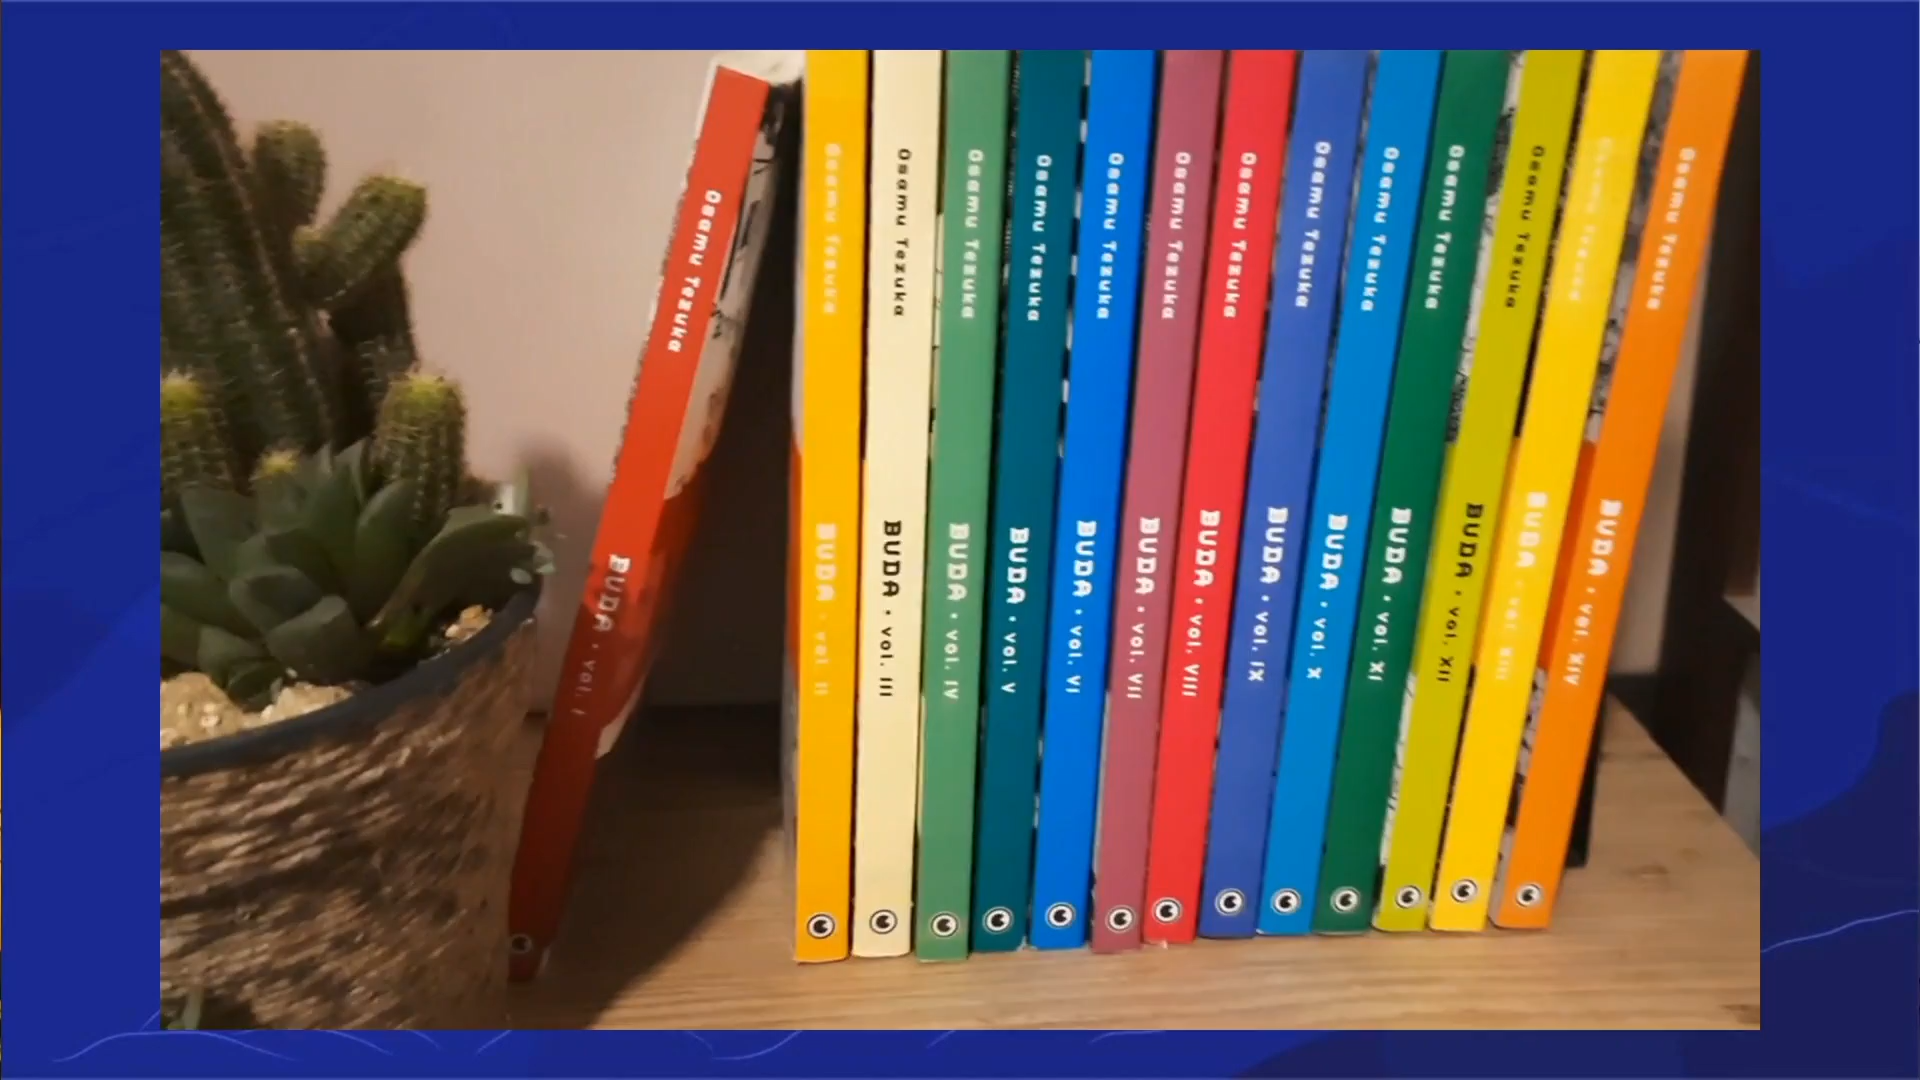 Osamu Tezuka BUDA • vol. I
Osamu Tezuka BUDA • vol. II
Osamu Tezuka BUDA • vol. III
Osamu Tezuka BUDA • vol. IV
Osamu Tezuka BUDA • vol. V
Osamu Tezuka BUDA • vol. VI
Osamu Tezuka BUDA • vol. VII
Osamu Tezuka BUDA • vol. VIII
Osamu Tezuka BUDA • vol. IX
Osamu Tezuka BUDA • vol. X
Osamu Tezuka BUDA • vol. XI
Osamu Tezuka BUDA • vol. XII
Osamu Tezuka BUDA • vol. XIII
Osamu Tezuka BUDA • vol. XIV